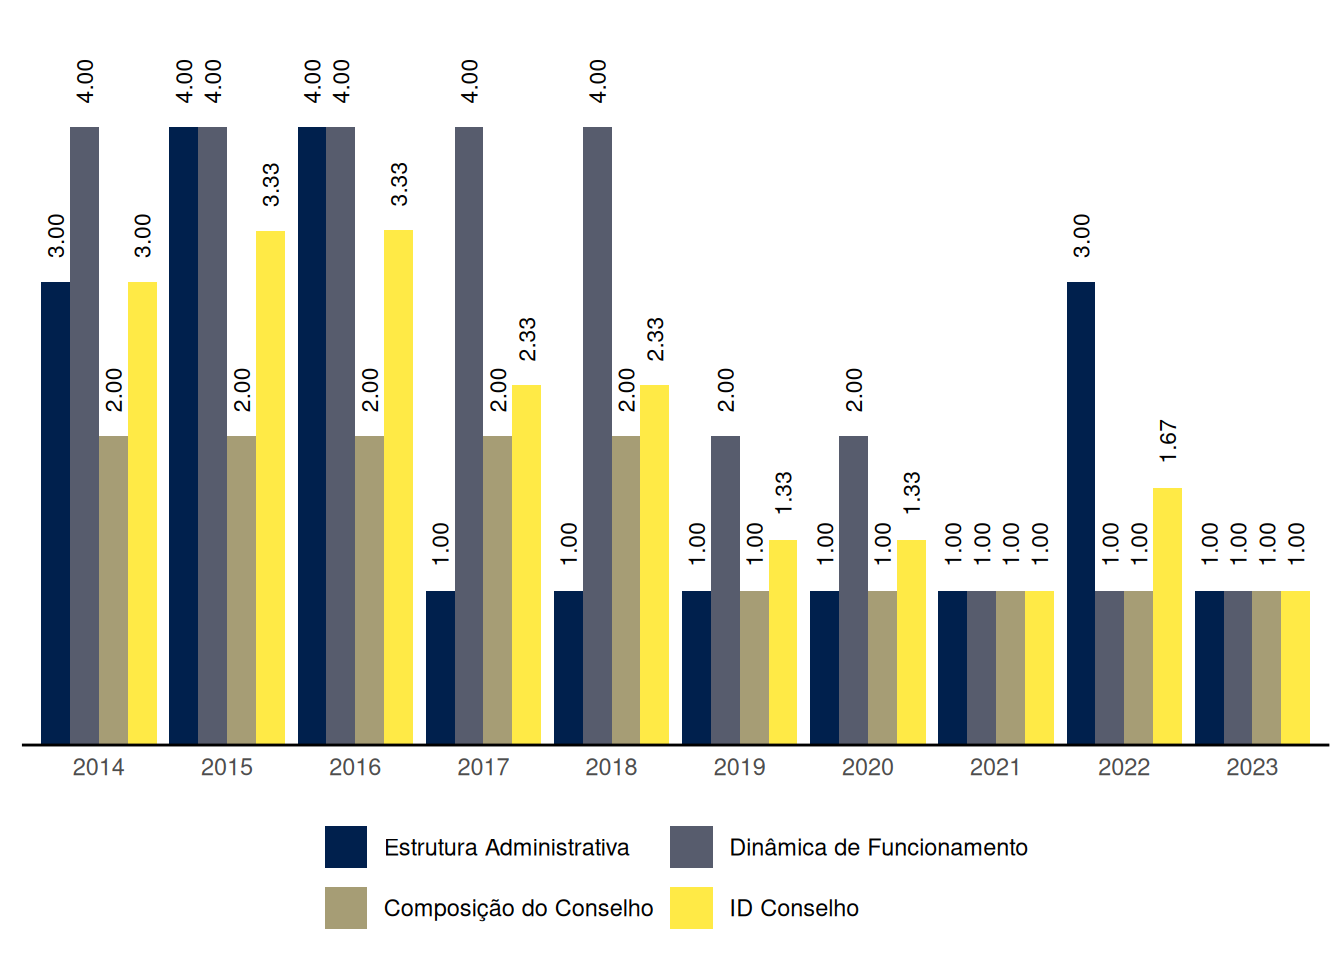 4.00 4.00 4.00 4.00 4.00 4.00 4.00
3.33 3.33
3.00 3.00 3.00
2.33 2.33
2.00 2.00 2.00 2.00 2.00 2.00 2.00
1.67
1.33 1.33
1.00 1.00 1.00 1.00 1.00 1.00 1.00 1.00 1.00 1.00 1.00 1.00 1.00 1.00 1.00 1.00
2014 2015 2016 2017 2018 2019 2020 2021 2022 2023
Estrutura Administrativa Dinâmica de Funcionamento
Composição do Conselho ID Conselho